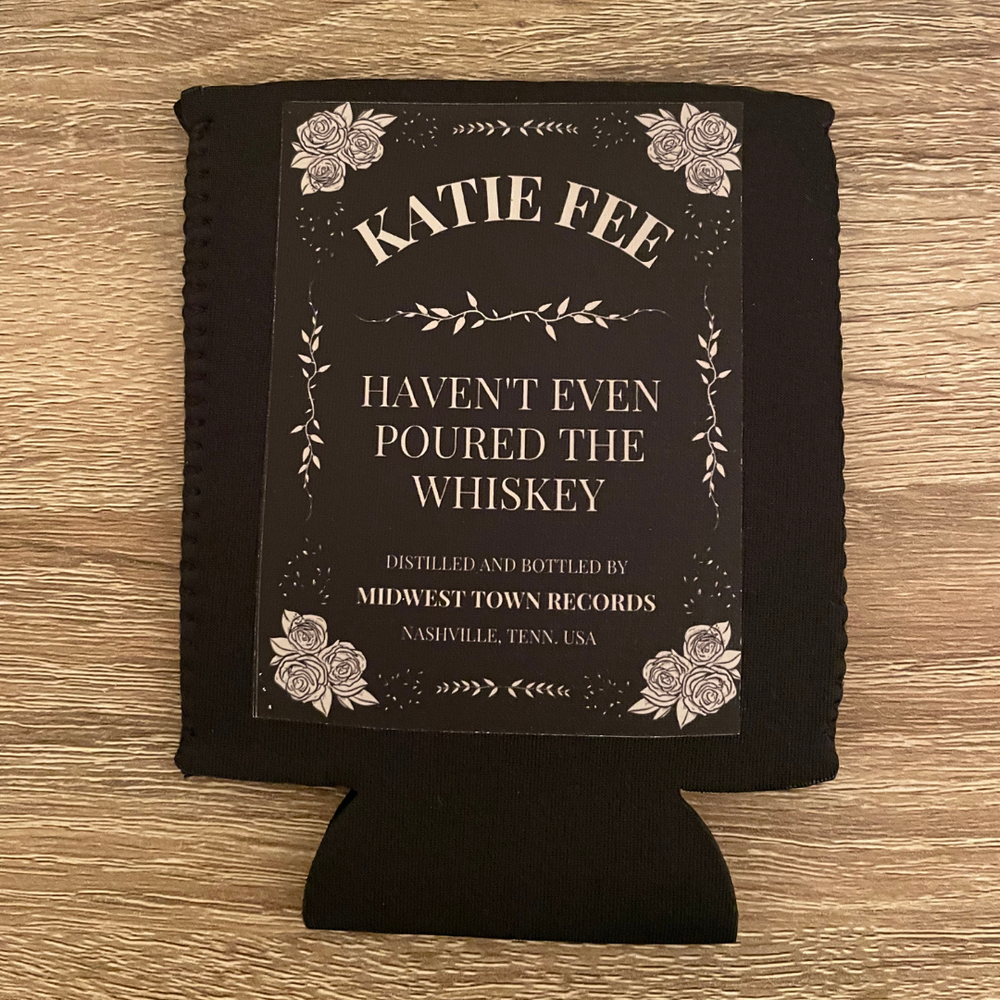 KATIE FEE
HAVEN'T EVEN
POURED THE
WHISKEY
DISTILLED AND BOTTLED BY
MIDWEST TOWN RECORDS
NASHVILLE, TENN. USA